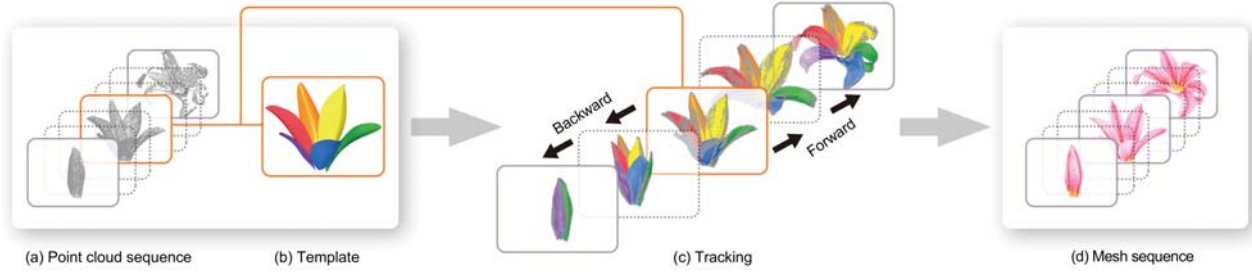 Backward
Forward
(a) Point cloud sequence
(b) Template
(c) Tracking
(d) Mesh sequence